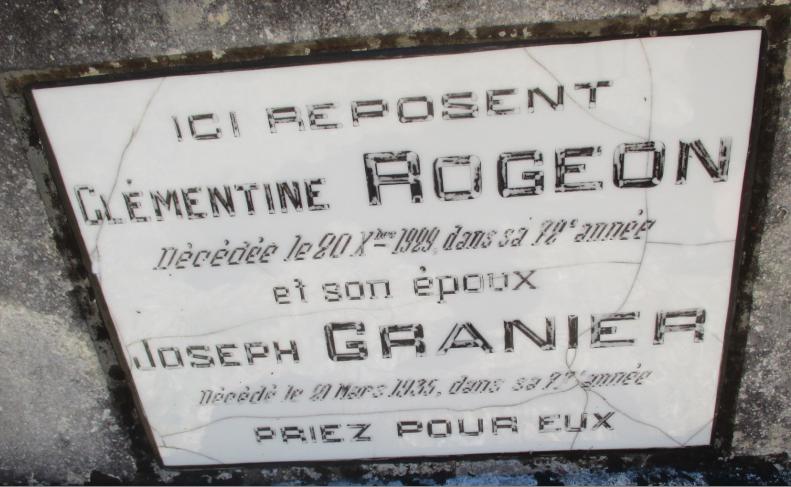 ICI REPOSENT
CLÉMENTINE ROGEON
Décédée le 20 Xbre 1929, dans sa 72e année
et son époux
JOSEPH GRANIER
Décédé le 21 Mars 1935, dans sa année
PRIEZ POUR EUX